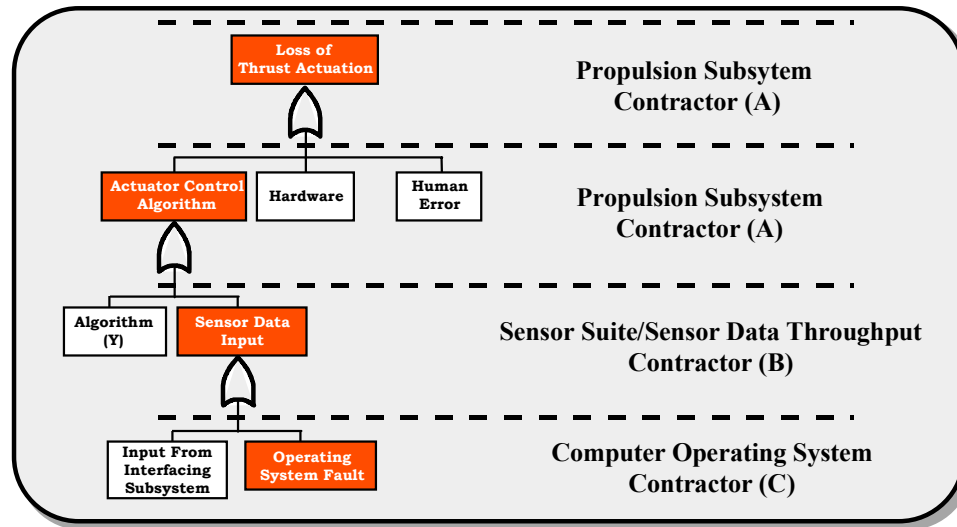 Loss of
Thrust Actuation
Propulsion Subsytem
Contractor (A)
Actuator Control
Algorithm
Hardware
Human
Error
Propulsion Subsystem
Contractor (A)
Algorithm
(Y)
Sensor Data
Input
Sensor Suite/Sensor Data Throughput
Contractor (B)
Input From
Interfacing
Subsystem
Operating
System Fault
Computer Operating System
Contractor (C)